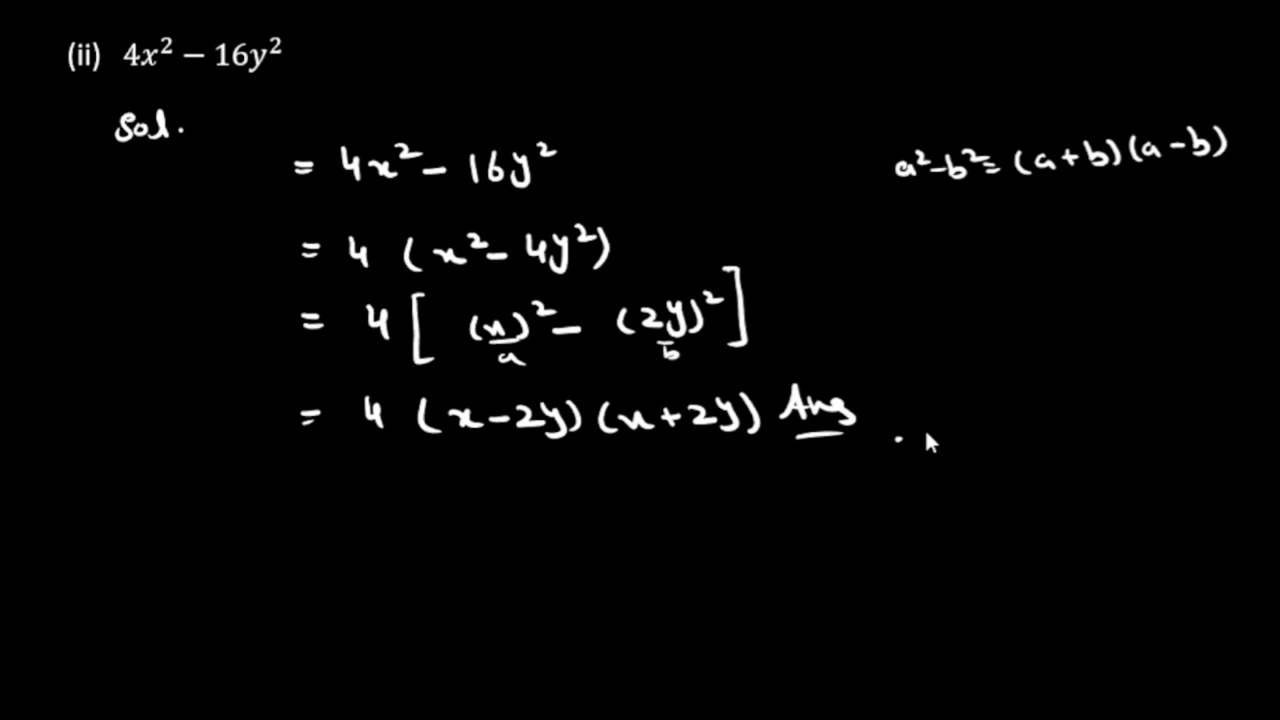 (ii) 4x² − 16y²
Sol.
= 4x² − 16y²
a² − b² = (a + b) (a − b)
= 4 (x² − 4y²)
= 4 [ (x)² − (2y)² ]
a b
= 4 (x − 2y) (x + 2y) Ans